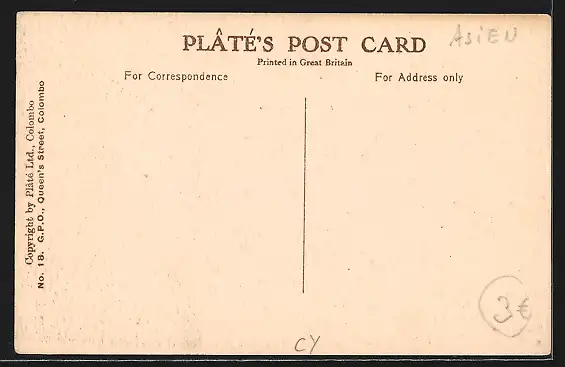 PLÂTÉ'S POST CARD
ASiEN
Printed in Great Britain
For Correspondence
For Address only
Copyright by Plâté Ltd., Colombo
No. 18. G.P.O., Queen's Street, Colombo
3€
CY